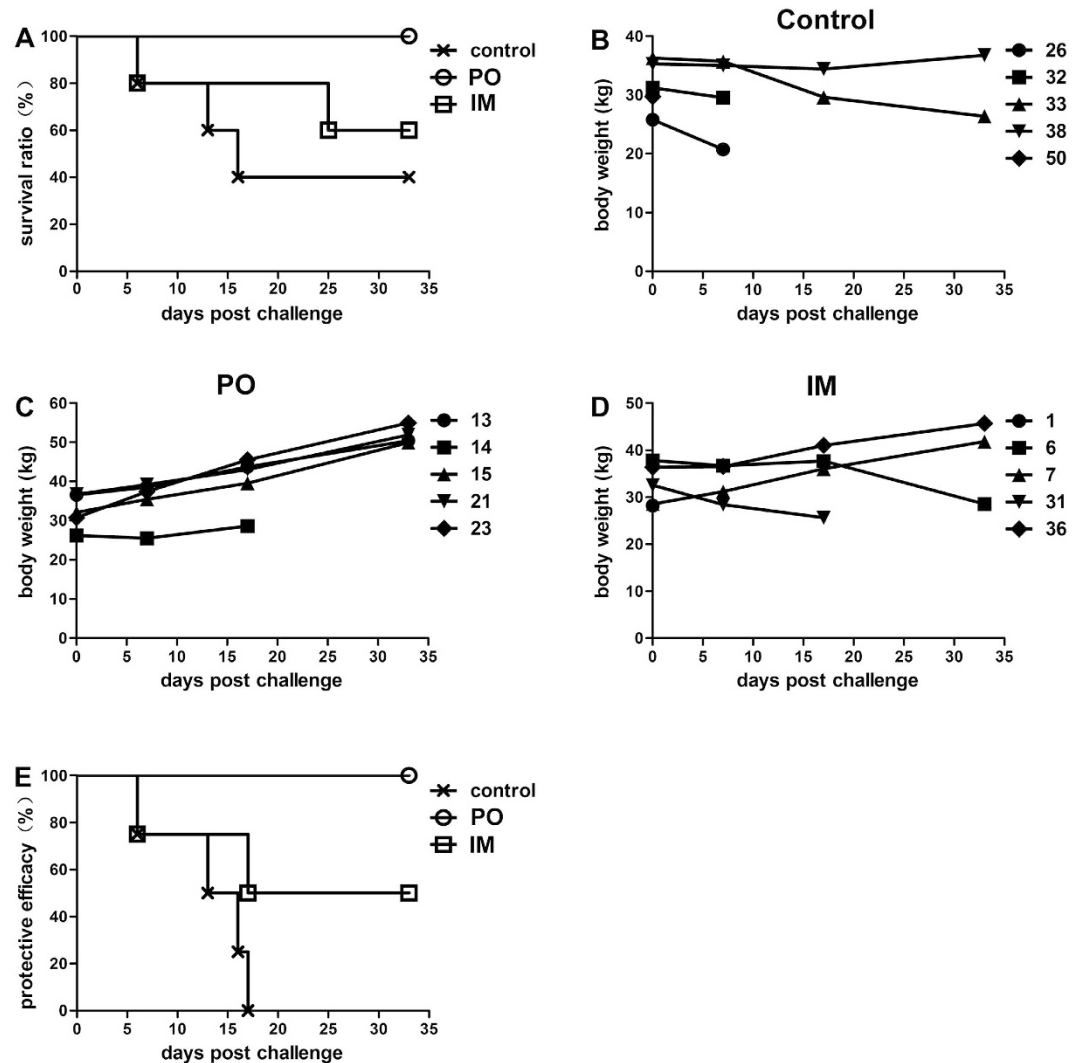 A
100
80
60
40
20
0
survival ratio（%）
0 5 10 15 20 25 30 35
days post challenge
control
PO
IM
Control
B
40
30
20
10
0
body weight (kg)
0 5 10 15 20 25 30 35
days post challenge
26
32
33
38
50
PO
C
60
50
40
30
20
10
0
body weight (kg)
0 5 10 15 20 25 30 35
days post challenge
13
14
15
21
23
IM
D
50
40
30
20
10
0
body weight (kg)
0 5 10 15 20 25 30 35
days post challenge
1
6
7
31
36
E
100
80
60
40
20
0
protective efficacy（%）
0 5 10 15 20 25 30 35
days post challenge
control
PO
IM